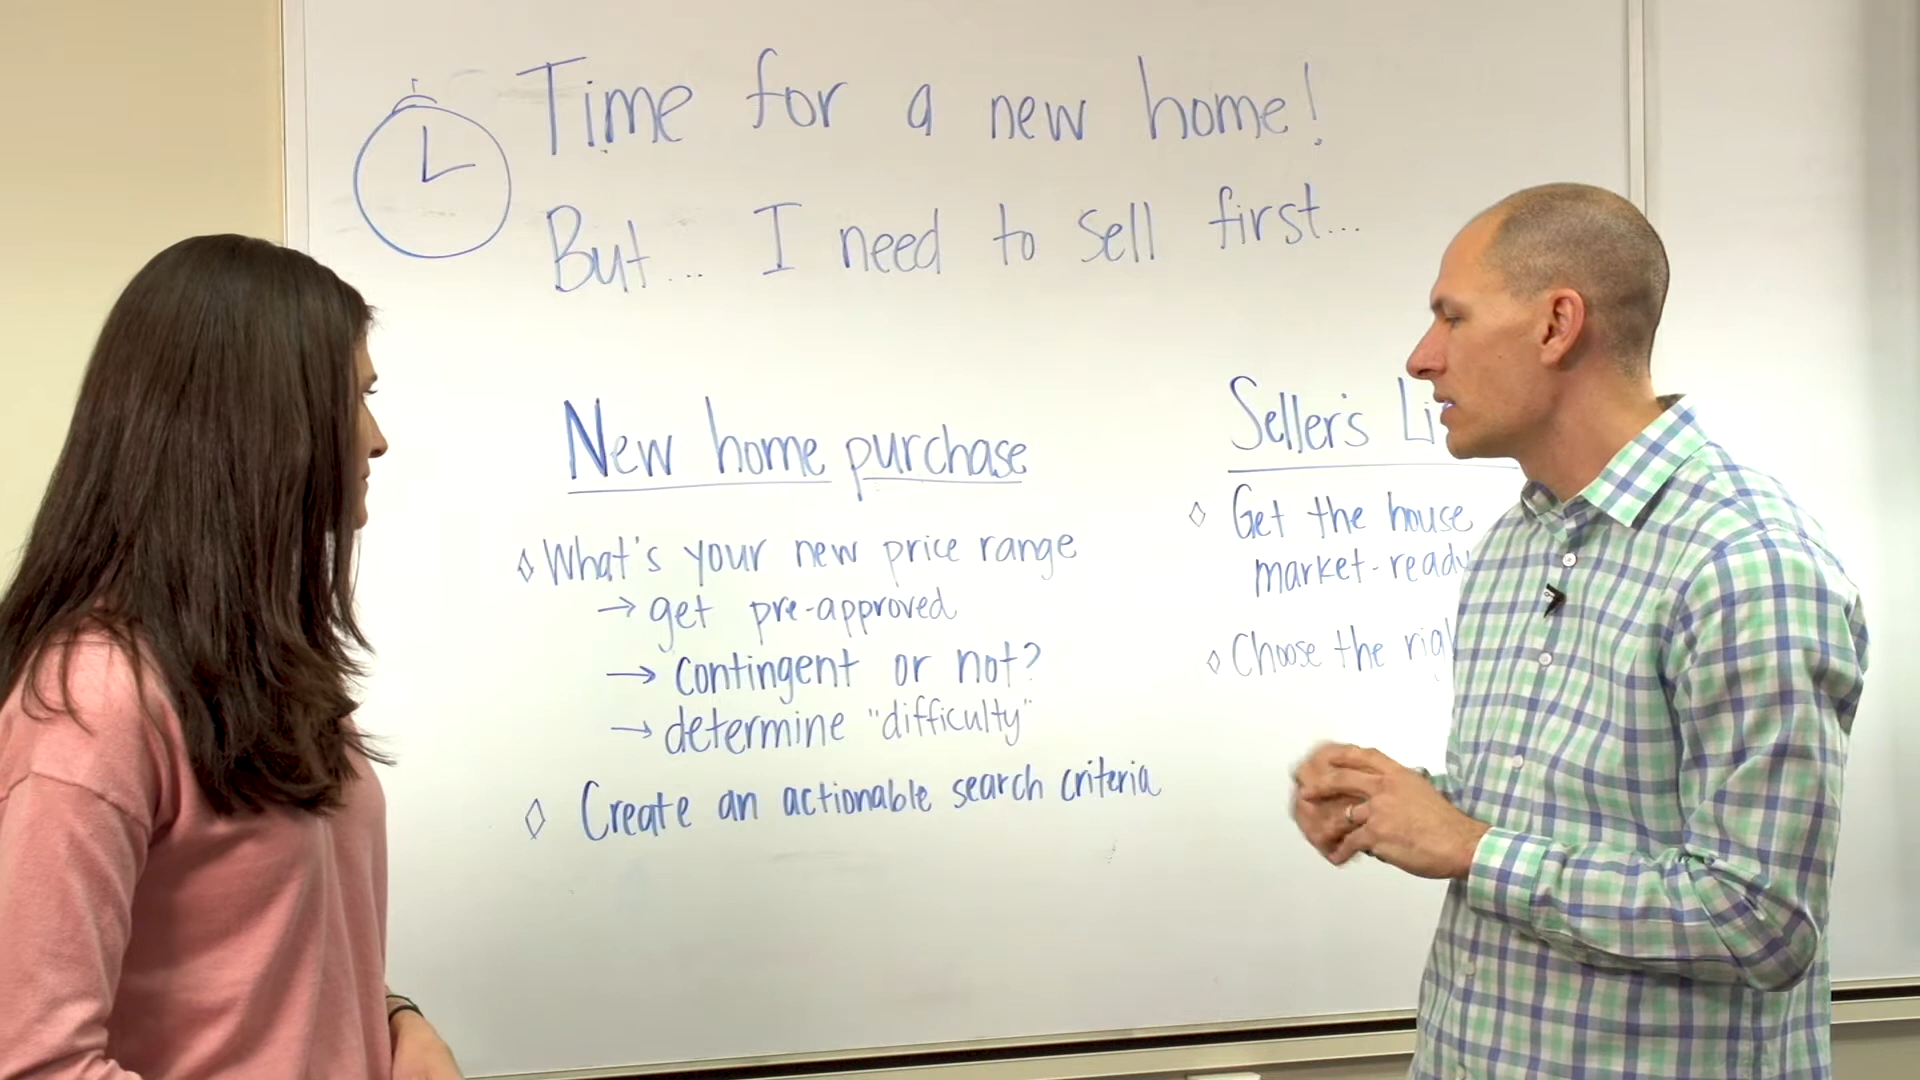 Time for a new home!
But... I need to sell first...
New home purchase
◊ What's your new price range
→ get pre-approved
→ contingent or not?
→ determine "difficulty"
◊ Create an actionable search criteria
Seller's
◊ Get the house
market-ready
◊ Choose the